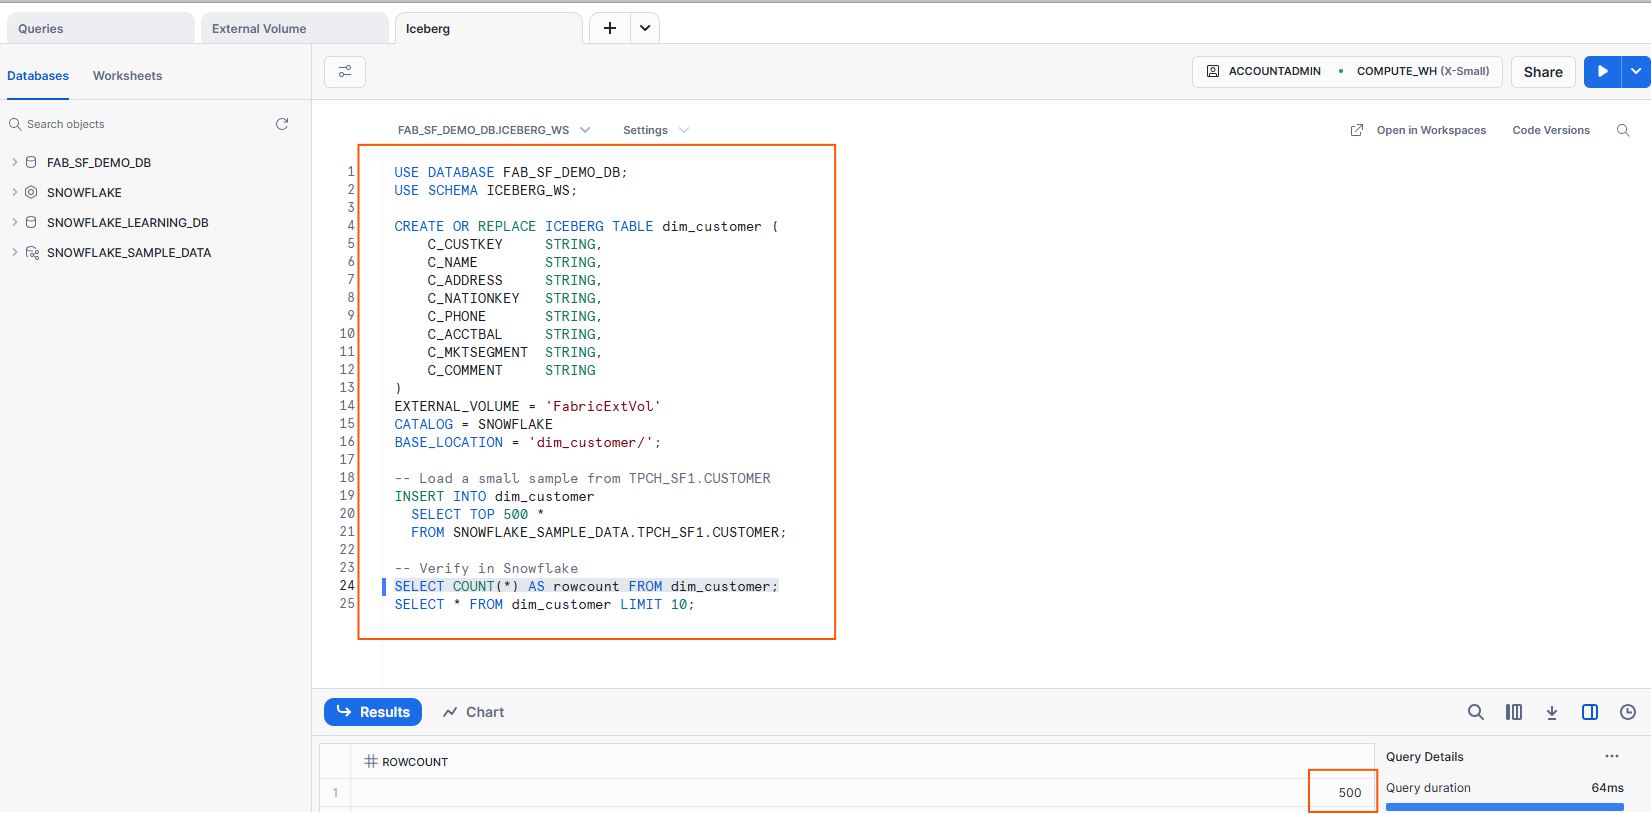 Queries
External Volume
Iceberg
Databases
Worksheets
ACCOUNTADMIN
COMPUTE_WH (X-Small)
Share
Search objects
FAB_SF_DEMO_DB
SNOWFLAKE
SNOWFLAKE_LEARNING_DB
SNOWFLAKE_SAMPLE_DATA
FAB_SF_DEMO_DB.ICEBERG_WS
Settings
Open in Workspaces
Code Versions
1 USE DATABASE FAB_SF_DEMO_DB;
2 USE SCHEMA ICEBERG_WS;
3
4 CREATE OR REPLACE ICEBERG TABLE dim_customer (
5     C_CUSTKEY     STRING,
6     C_NAME        STRING,
7     C_ADDRESS     STRING,
8     C_NATIONKEY   STRING,
9     C_PHONE       STRING,
10     C_ACCTBAL     STRING,
11     C_MKTSEGMENT  STRING,
12     C_COMMENT     STRING
13 )
14 EXTERNAL_VOLUME = 'FabricExtVol'
15 CATALOG = SNOWFLAKE
16 BASE_LOCATION = 'dim_customer/';
17
18 -- Load a small sample from TPCH_SF1.CUSTOMER
19 INSERT INTO dim_customer
20   SELECT TOP 500 *
21   FROM SNOWFLAKE_SAMPLE_DATA.TPCH_SF1.CUSTOMER;
22
23 -- Verify in Snowflake
24 SELECT COUNT(*) AS rowcount FROM dim_customer;
25 SELECT * FROM dim_customer LIMIT 10;
Results
Chart
ROWCOUNT
1 500
Query Details
Query duration 64ms